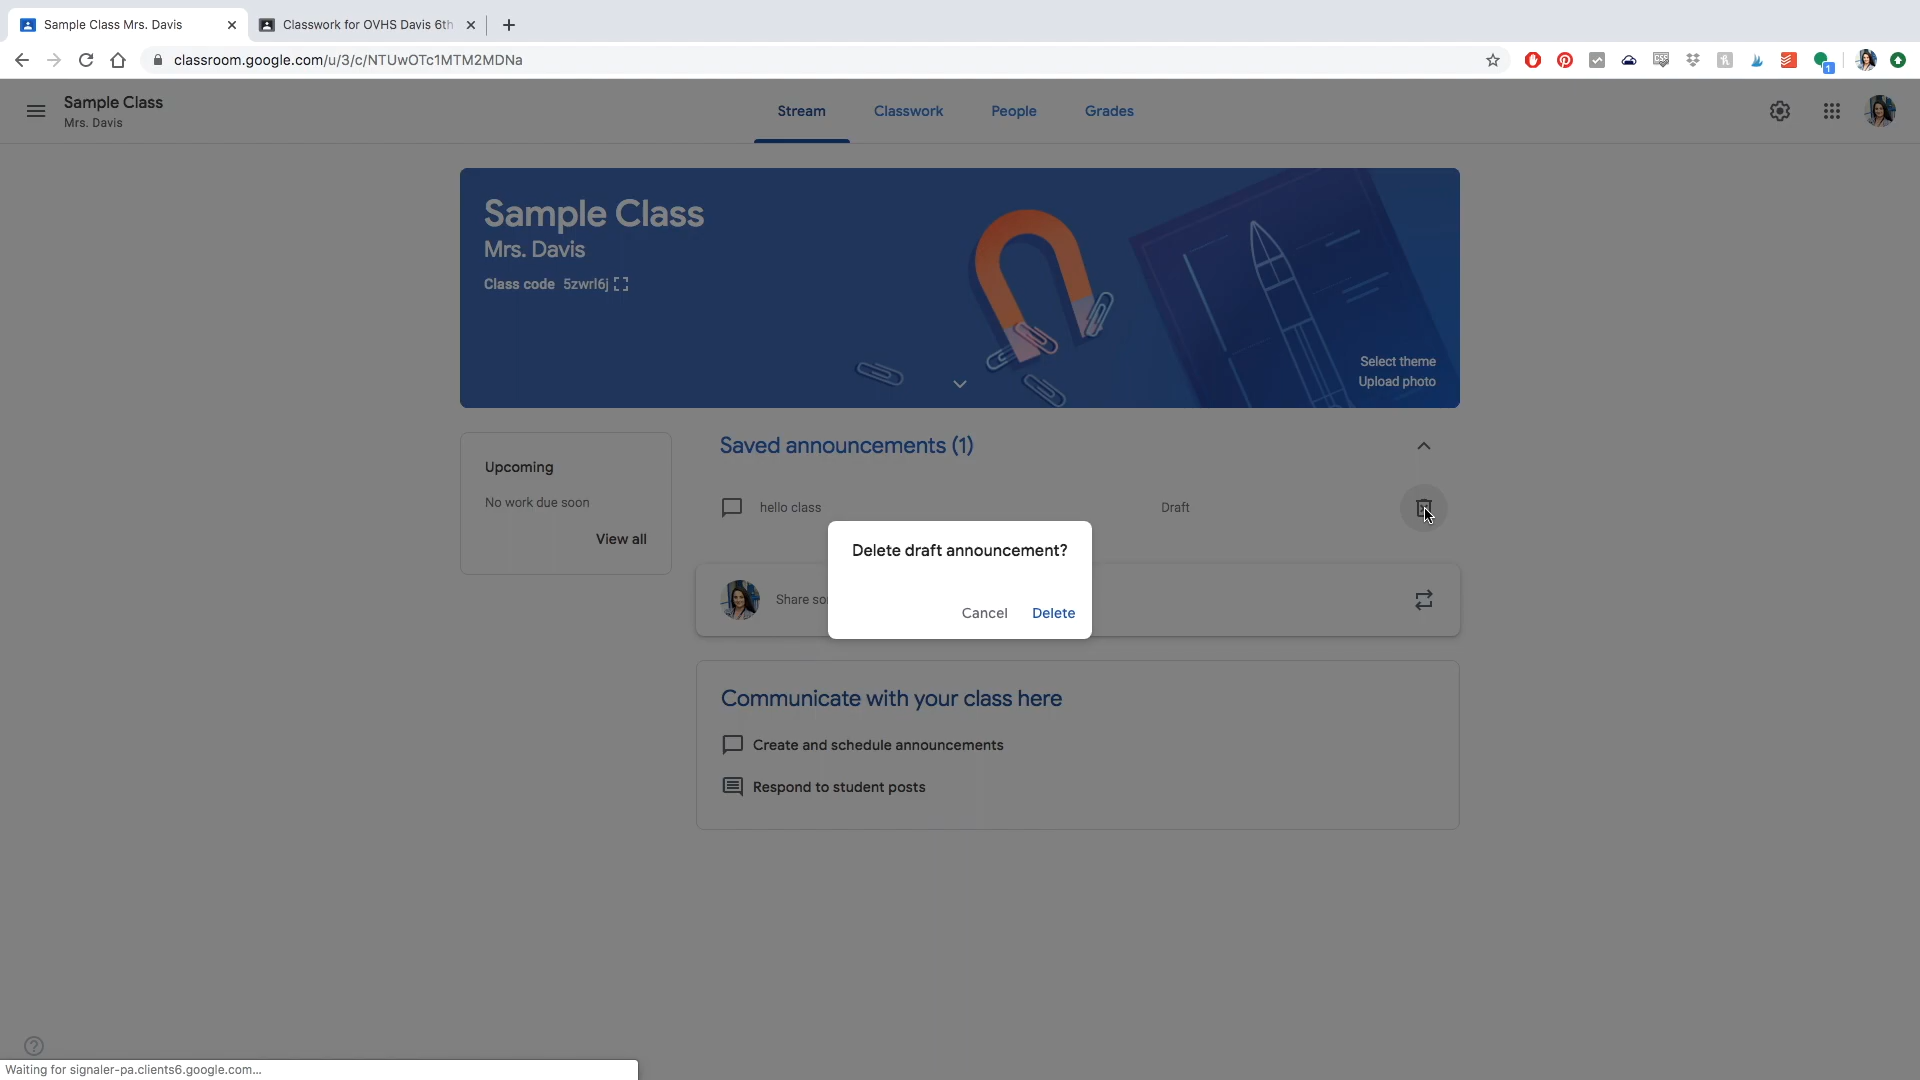 Sample Class Mrs. Davis
Classwork for OVHS Davis 6th
classroom.google.com/u/3/c/NTUwOTc1MTM2MDNa
1
Sample Class
Mrs. Davis
Stream
Classwork
People
Grades
Sample Class
Mrs. Davis
Class code 5zwrl6j
Select theme
Upload photo
Upcoming
No work due soon
View all
Saved announcements (1)
hello class
Draft
Delete draft announcement?
Cancel
Delete
Share
Communicate with your class here
Create and schedule announcements
Respond to student posts
Waiting for signaler-pa.clients6.google.com...